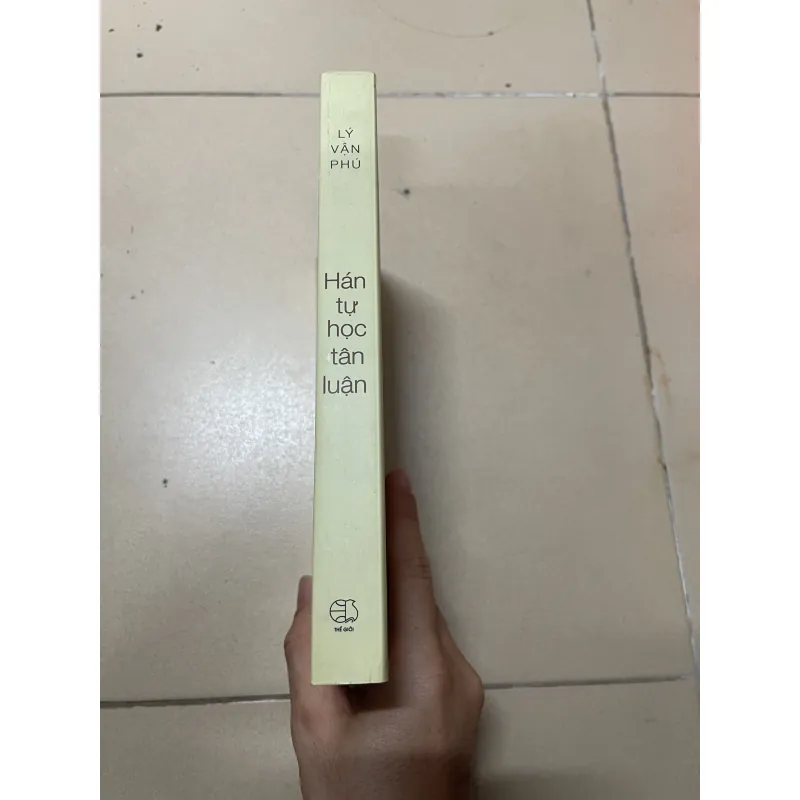 LÝ
VẬN
PHÚ
Hán
tự
học
tân
luận
THẾ GIỚI